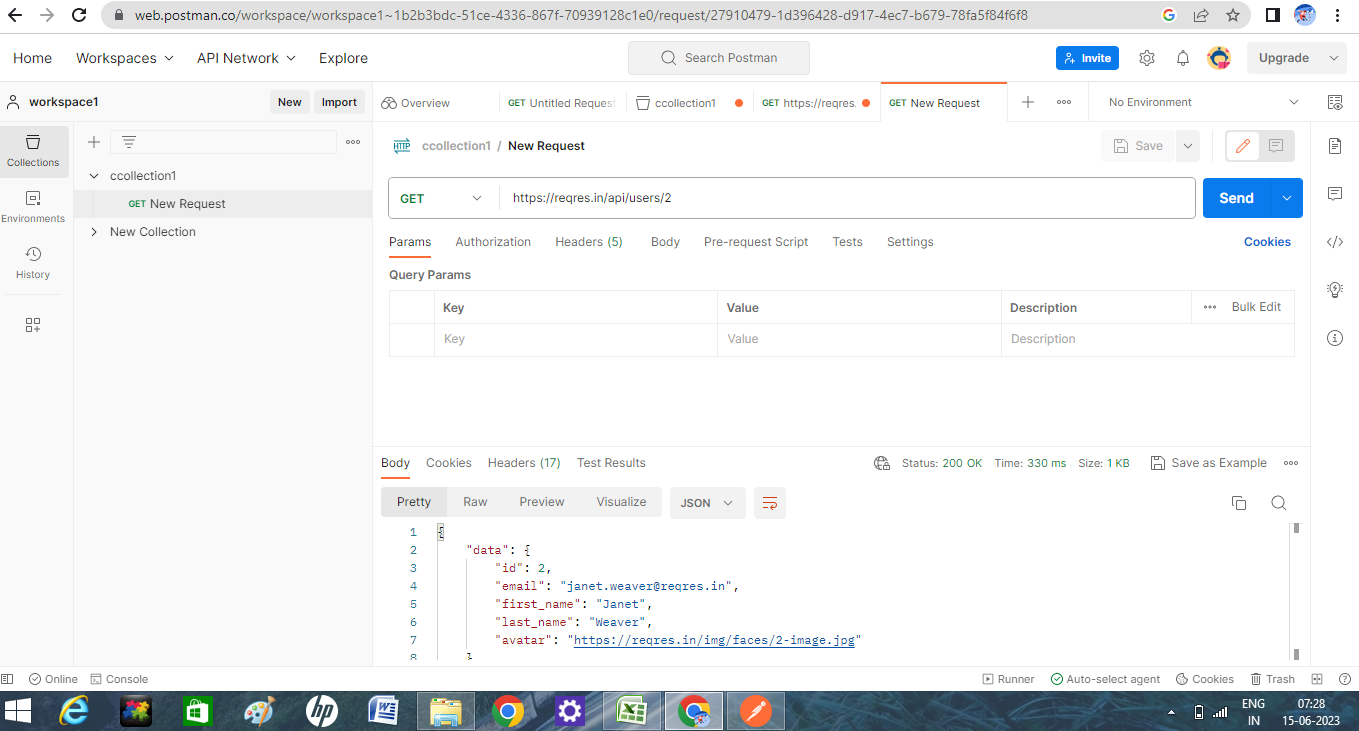 web.postman.co/workspace/workspace1~1b2b3bdc-51ce-4336-867f-70939128c1e0/request/27910479-1d396428-d917-4ec7-b679-78fa5f84f6f8
Home Workspaces API Network Explore Search Postman Invite Upgrade
workspace1 New Import Overview GET Untitled Request ccollection1 GET https://reqres. GET New Request No Environment
Collections
HTTP ccollection1 / New Request Save
ccollection1
GET New Request
GET https://reqres.in/api/users/2 Send
Environments
New Collection
Params Authorization Headers (5) Body Pre-request Script Tests Settings Cookies
History
Query Params
Key Value Description Bulk Edit
Key Value Description
Body Cookies Headers (17) Test Results Status: 200 OK Time: 330 ms Size: 1 KB Save as Example
Pretty Raw Preview Visualize JSON
1 {
2 "data": {
3 "id": 2,
4 "email": "janet.weaver@reqres.in",
5 "first_name": "Janet",
6 "last_name": "Weaver",
7 "avatar": "https://reqres.in/img/faces/2-image.jpg"
8 }
Online Console Runner Auto-select agent Cookies Trash
hp
ENG 07:28
IN 15-06-2023